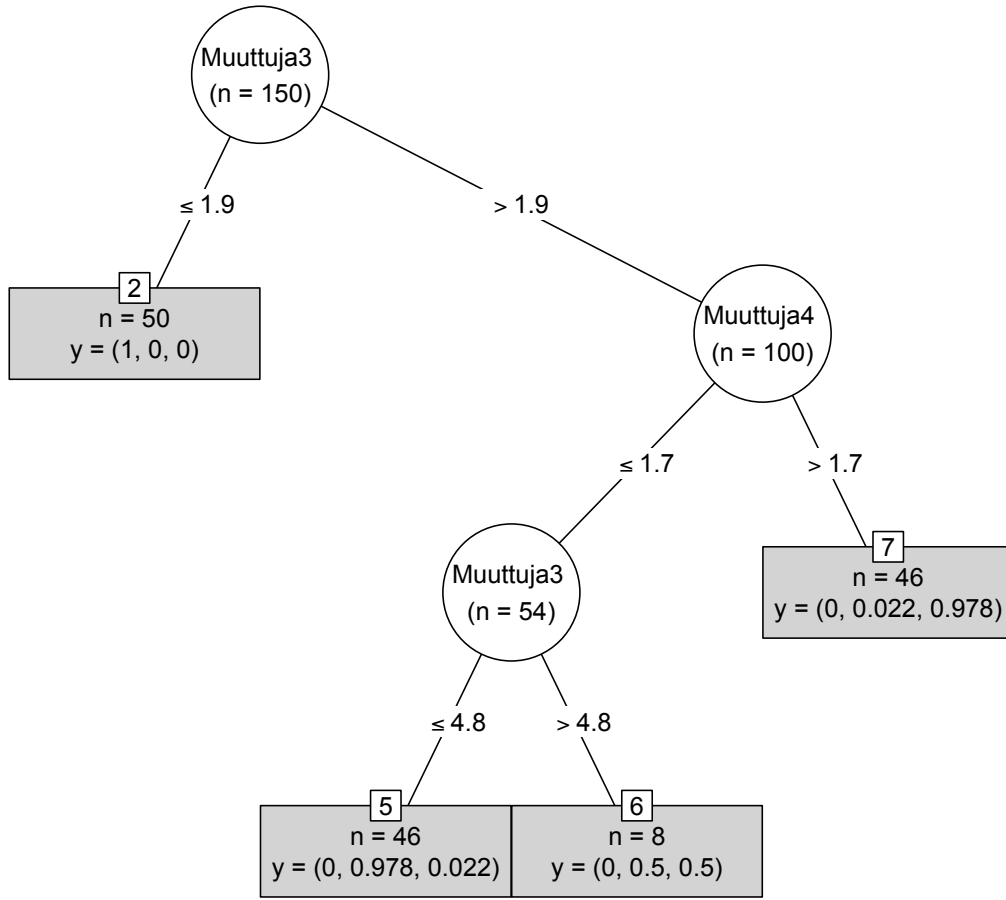 Muuttuja3
(n = 150)
≤ 1.9
> 1.9
2
n = 50
y = (1, 0, 0)
Muuttuja4
(n = 100)
≤ 1.7
> 1.7
Muuttuja3
(n = 54)
7
n = 46
y = (0, 0.022, 0.978)
≤ 4.8
> 4.8
5
n = 46
y = (0, 0.978, 0.022)
6
n = 8
y = (0, 0.5, 0.5)